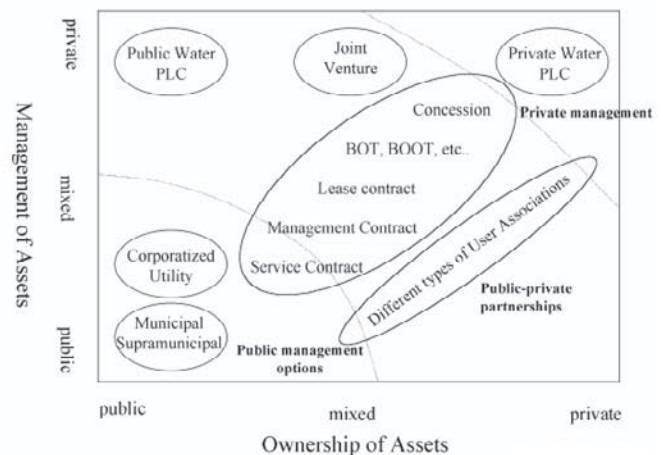 private
mixed
public
Management of Assets
Public Water
PLC
Joint
Venture
Private Water
PLC
Concession
Private management
BOT, BOOT, etc..
Lease contract
Management Contract
Service Contract
Different types of User Associations
Corporatized
Utility
Public-private
partnerships
Municipal
Supramunicipal
Public management
options
public
mixed
private
Ownership of Assets